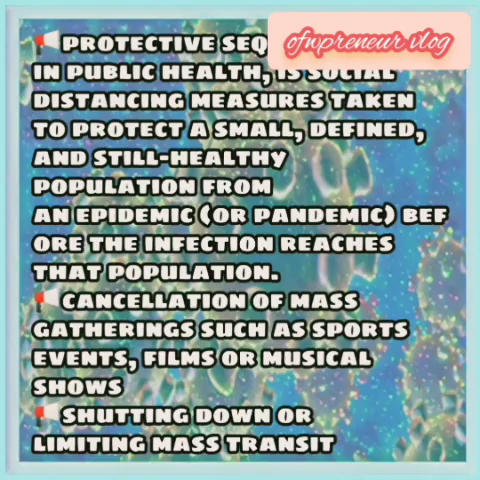 PROTECTIVE SEQ
ofwpreneur vlog
IN PUBLIC HEALTH, IS SOCIAL
DISTANCING MEASURES TAKEN
TO PROTECT A SMALL, DEFINED,
AND STILL-HEALTHY
POPULATION FROM
AN EPIDEMIC (OR PANDEMIC) BEF
ORE THE INFECTION REACHES
THAT POPULATION.
CANCELLATION OF MASS
GATHERINGS SUCH AS SPORTS
EVENTS, FILMS OR MUSICAL
SHOWS
SHUTTING DOWN OR
LIMITING MASS TRANSIT